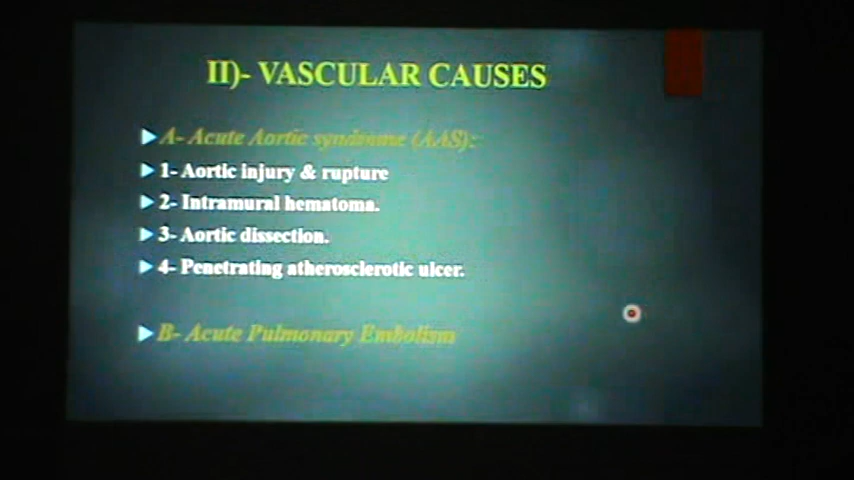 II)- VASCULAR CAUSES
A- Acute Aortic syndrome (AAS):
1- Aortic injury & rupture
2- Intramural hematoma.
3- Aortic dissection.
4- Penetrating atherosclerotic ulcer.
B- Acute Pulmonary Embolism